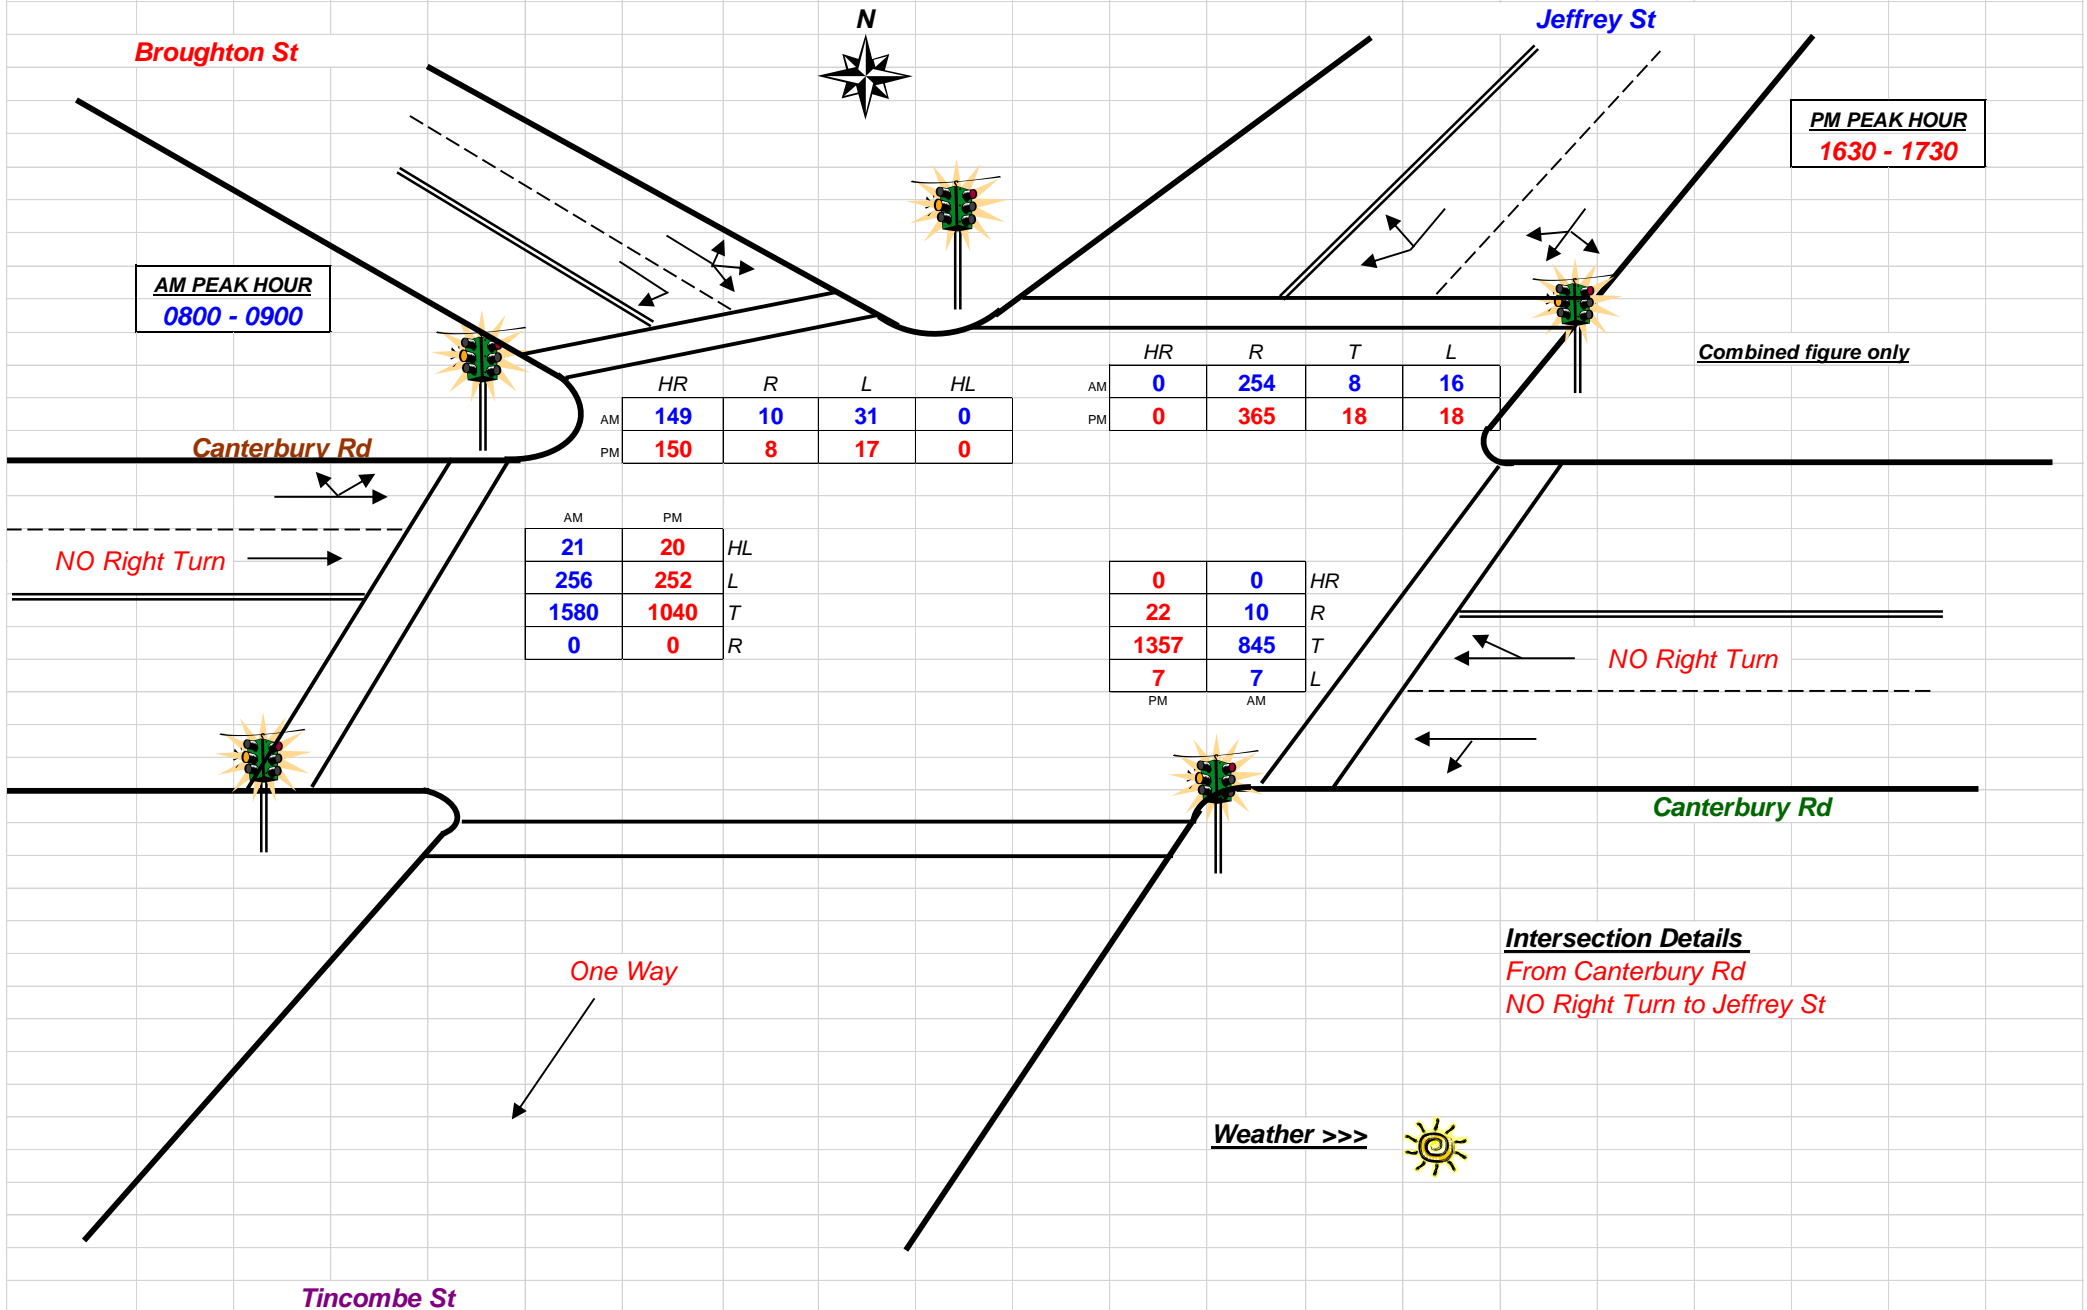 N
Jeffrey St
Broughton St
PM PEAK HOUR
1630 - 1730
AM PEAK HOUR
0800 - 0900
Combined figure only
HR R T L
AM 0 254 8 16
PM 0 365 18 18
HR R L HL
AM 149 10 31 0
PM 150 8 17 0
Canterbury Rd
NO Right Turn
AM PM
21 20 HL
256 252 L
1580 1040 T
0 0 R
0 0 HR
22 10 R
1357 845 T
7 7 L
PM AM
NO Right Turn
Canterbury Rd
Intersection Details
From Canterbury Rd
NO Right Turn to Jeffrey St
One Way
Weather >>>
Tincombe St